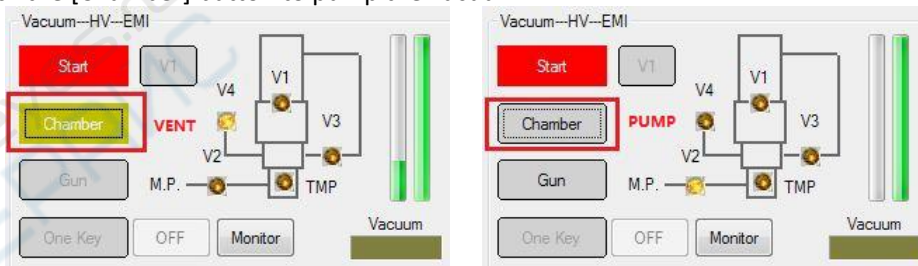 Vacuum---HV---EMI
Start
V1
V4
V1
Chamber
VENT
V3
V2
Gun
M.P.
TMP
One Key
OFF
Monitor
Vacuum
Vacuum---HV---EMI
Start
V1
V4
V1
Chamber
PUMP
V3
V2
Gun
M.P.
TMP
One Key
OFF
Monitor
Vacuum